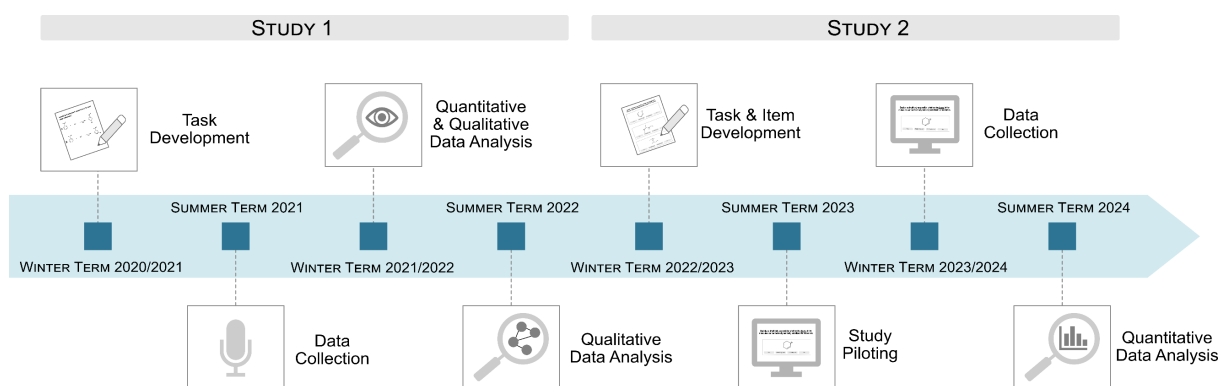 STUDY 1
STUDY 2
Task
Development
Quantitative
& Qualitative
Data Analysis
Task & Item
Development
Data
Collection
SUMMER TERM 2021
SUMMER TERM 2022
SUMMER TERM 2023
SUMMER TERM 2024
WINTER TERM 2020/2021
WINTER TERM 2021/2022
WINTER TERM 2022/2023
WINTER TERM 2023/2024
Data
Collection
Qualitative
Data Analysis
Study
Piloting
Quantitative
Data Analysis